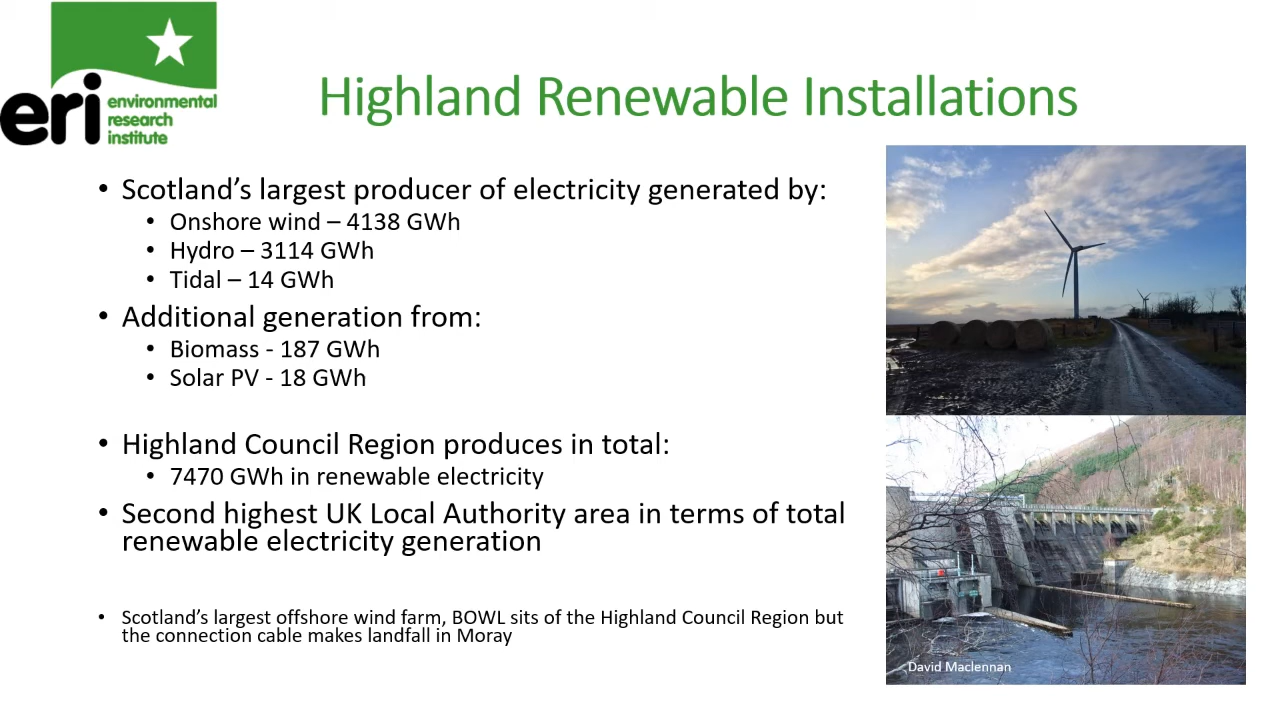 eri environmental
research
institute
Highland Renewable Installations
• Scotland’s largest producer of electricity generated by:
• Onshore wind – 4138 GWh
• Hydro – 3114 GWh
• Tidal – 14 GWh
• Additional generation from:
• Biomass - 187 GWh
• Solar PV - 18 GWh
• Highland Council Region produces in total:
• 7470 GWh in renewable electricity
• Second highest UK Local Authority area in terms of total
renewable electricity generation
• Scotland’s largest offshore wind farm, BOWL sits of the Highland Council Region but
the connection cable makes landfall in Moray
David Maclennan